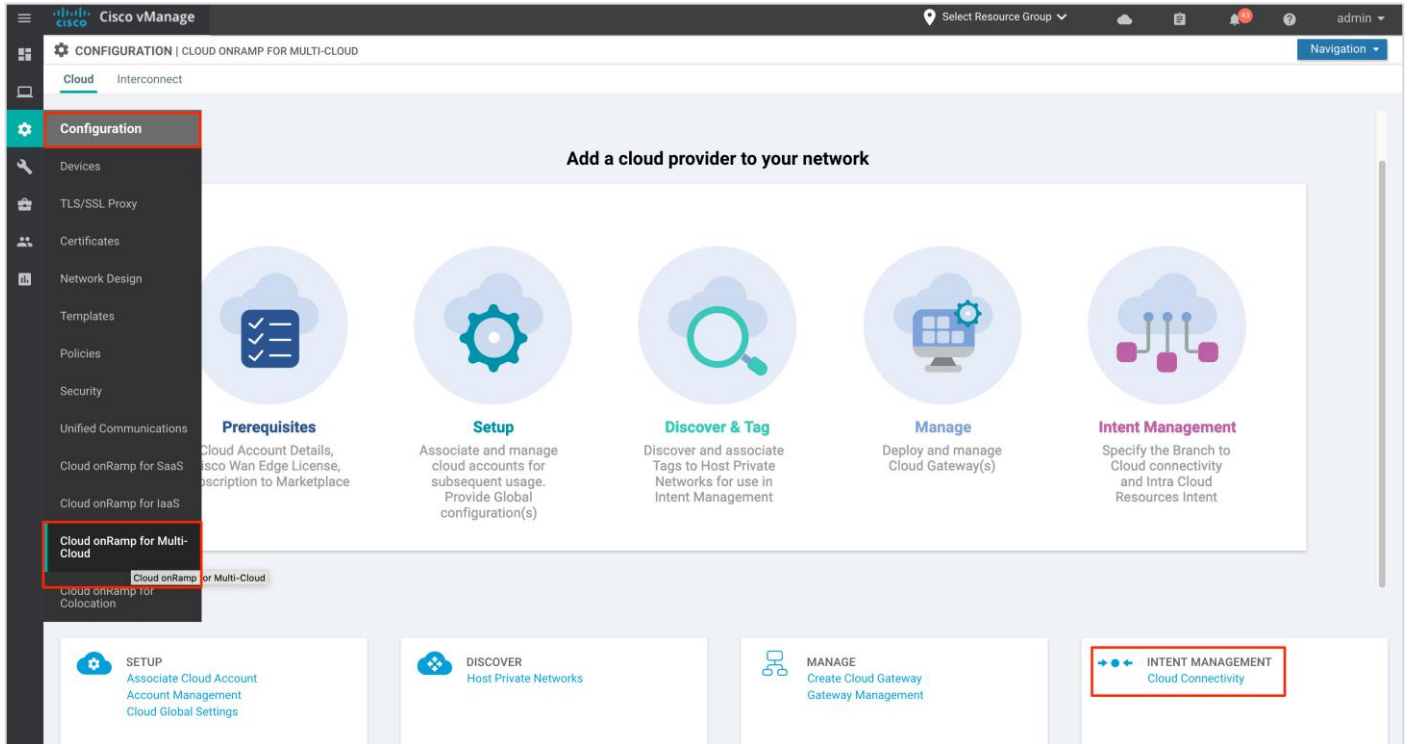 cisco Cisco vManage
Select Resource Group
43
admin
CONFIGURATION | CLOUD ONRAMP FOR MULTI-CLOUD
Navigation
Cloud Interconnect
Configuration
Devices
TLS/SSL Proxy
Certificates
Network Design
Templates
Policies
Security
Unified Communications
Cloud onRamp for SaaS
Cloud onRamp for IaaS
Cloud onRamp for Multi-
Cloud
Cloud onRamp for Multi-Cloud
Cloud onRamp for
Colocation
Add a cloud provider to your network
Prerequisites
Cloud Account Details,
isco Wan Edge License,
bscription to Marketplace
Setup
Associate and manage
cloud accounts for
subsequent usage.
Provide Global
configuration(s)
Discover & Tag
Discover and associate
Tags to Host Private
Networks for use in
Intent Management
Manage
Deploy and manage
Cloud Gateway(s)
Intent Management
Specify the Branch to
Cloud connectivity
and Intra Cloud
Resources Intent
SETUP
Associate Cloud Account
Account Management
Cloud Global Settings
DISCOVER
Host Private Networks
MANAGE
Create Cloud Gateway
Gateway Management
INTENT MANAGEMENT
Cloud Connectivity